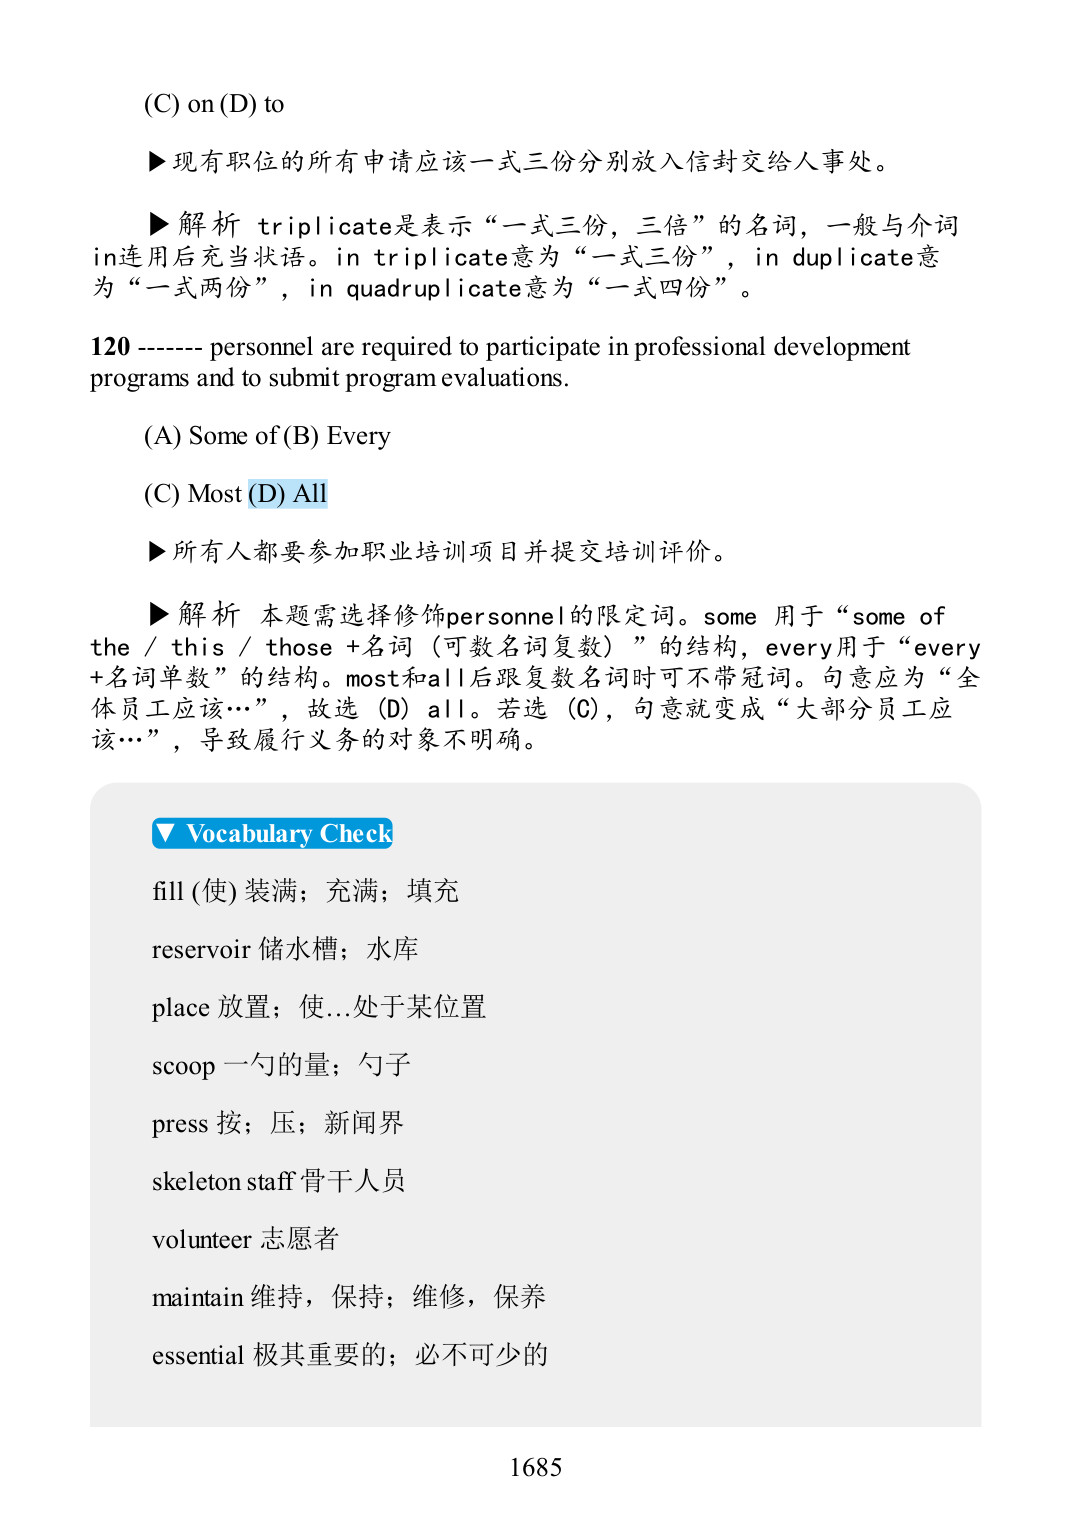 (C) on (D) to
▶现有职位的所有申请应该一式三份分别放入信封交给人事处。
▶解析 triplicate是表示“一式三份，三倍”的名词，一般与介词
in连用后充当状语。in triplicate意为“一式三份”，in duplicate意
为“一式两份”，in quadruplicate意为“一式四份”。
120 ------- personnel are required to participate in professional development
programs and to submit program evaluations.
(A) Some of (B) Every
(C) Most (D) All
▶所有人都要参加职业培训项目并提交培训评价。
▶解析 本题需选择修饰personnel的限定词。some 用于“some of
the / this / those +名词（可数名词复数）”的结构，every用于“every
+名词单数”的结构。most和all后跟复数名词时可不带冠词。句意应为“全
体员工应该…”，故选 (D) all。若选 (C)，句意就变成“大部分员工应
该…”，导致履行义务的对象不明确。
▼ Vocabulary Check
fill (使) 装满；充满；填充
reservoir 储水槽；水库
place 放置；使…处于某位置
scoop 一勺的量；勺子
press 按；压；新闻界
skeleton staff 骨干人员
volunteer 志愿者
maintain 维持，保持；维修，保养
essential 极其重要的；必不可少的
1685